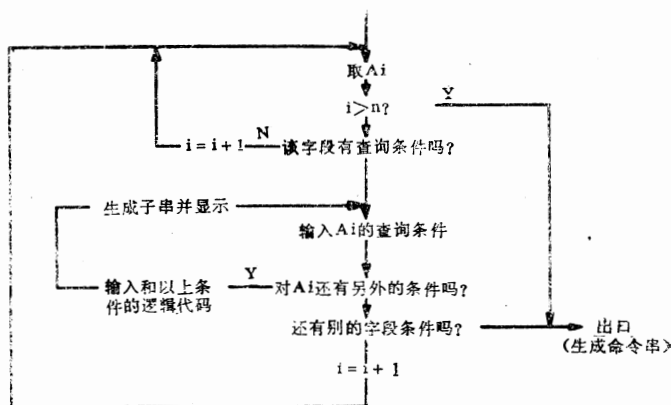 取Ai
i>n?
Y
i=i+1
N
该字段有查询条件吗?
生成子串并显示
输入Ai的查询条件
输入和以上条
件的逻辑代码
Y
对Ai还有另外的条件吗?
还有别的字段条件吗?
出口
(生成命令串)
i=i+1